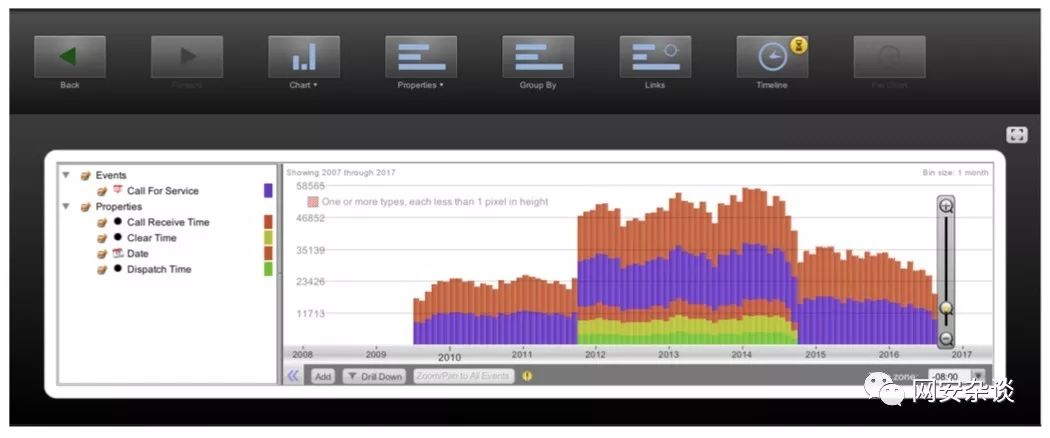 Back
Forward
Chart ▾
Properties ▾
Group By
Links
Timeline
Events
Call For Service
Properties
Call Receive Time
Clear Time
Date
Dispatch Time
Showing 2007 through 2017
Bin size: 1 month
One or more types, each less than 1 pixel in height
58565
46852
35139
23426
11713
2008 2009 2010 2011 2012 2013 2014 2015 2016 2017
Add
Drill Down
Zoom/Pan to All Events
zone: -08:00
网安杂谈